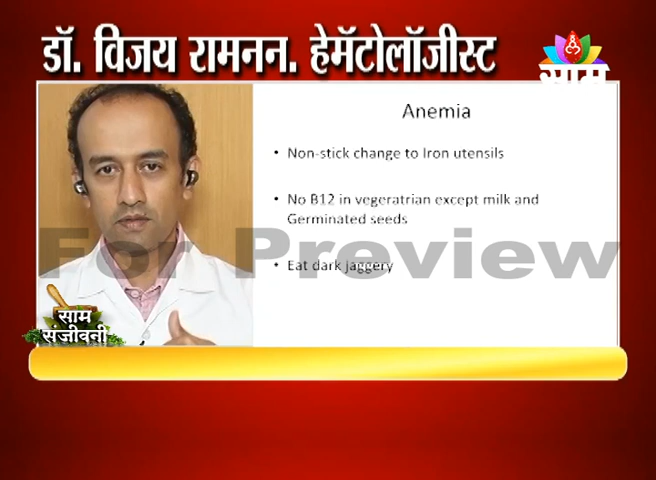 डॉ. विजय रामनन. हेमॅटोलॉजीस्ट
साम
Anemia
• Non-stick change to Iron utensils
• No B12 in vegeratrian except milk and
Germinated seeds
For Preview
• Eat dark jaggery
साम
संजीवनी